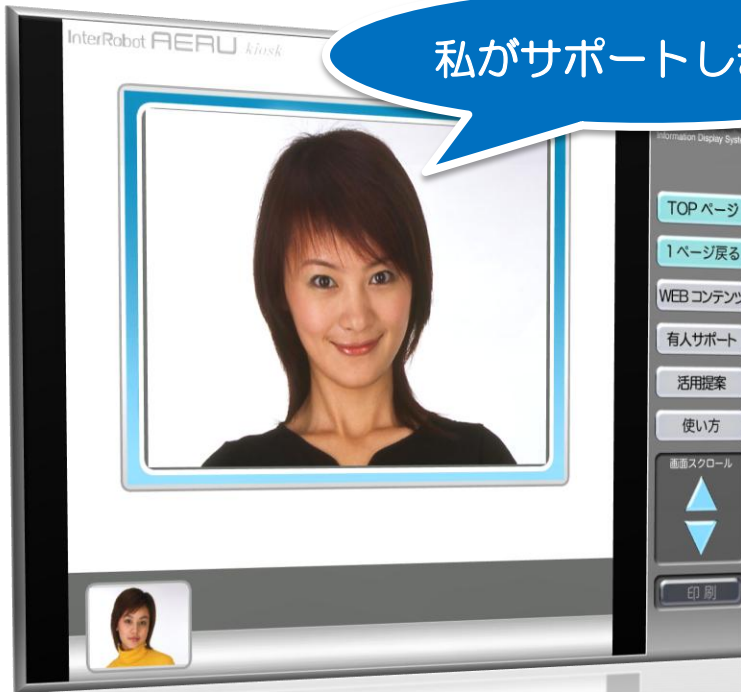 InterRobot AERU kiosk
私がサポートしま
Information Display Syste
TOP ページ
1ページ戻る
WEB コンテンツ
有人サポート
活用提案
使い方
画面スクロール
印刷